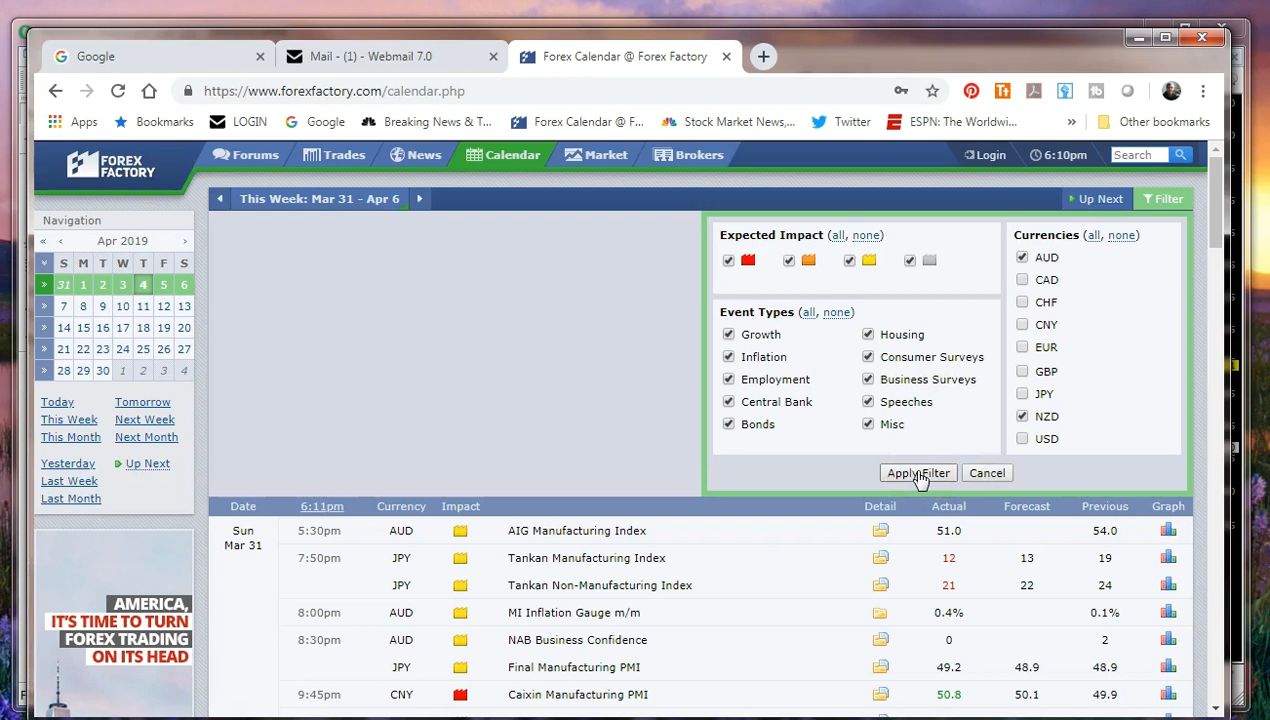 Google
Mail - (1) - Webmail 7.0
Forex Calendar @ Forex Factory
https://www.forexfactory.com/calendar.php
Apps Bookmarks LOGIN Google Breaking News & T... Forex Calendar @ F... Stock Market News,... Twitter ESPN: The Worldwi... » Other bookmarks
FOREX FACTORY
Forums Trades News Calendar Market Brokers Login 6:10pm Search
This Week: Mar 31 - Apr 6 Up Next Filter
Navigation
« ‹ Apr 2019 ›
S M T W T F S
31 1 2 3 4 5 6
7 8 9 10 11 12 13
14 15 16 17 18 19 20
21 22 23 24 25 26 27
28 29 30 1 2 3 4
Today Tomorrow
This Week Next Week
This Month Next Month
Yesterday Up Next
Last Week
Last Month
AMERICA,
IT'S TIME TO TURN
FOREX TRADING
ON ITS HEAD
Expected Impact (all, none)
Event Types (all, none)
Growth Housing
Inflation Consumer Surveys
Employment Business Surveys
Central Bank Speeches
Bonds Misc
Currencies (all, none)
AUD
CAD
CHF
CNY
EUR
GBP
JPY
NZD
USD
Apply Filter Cancel
Date 6:11pm Currency Impact Detail Actual Forecast Previous Graph
Sun 5:30pm AUD AIG Manufacturing Index 51.0 54.0
Mar 31
7:50pm JPY Tankan Manufacturing Index 12 13 19
JPY Tankan Non-Manufacturing Index 21 22 24
8:00pm AUD MI Inflation Gauge m/m 0.4% 0.1%
8:30pm AUD NAB Business Confidence 0 2
JPY Final Manufacturing PMI 49.2 48.9 48.9
9:45pm CNY Caixin Manufacturing PMI 50.8 50.1 49.9